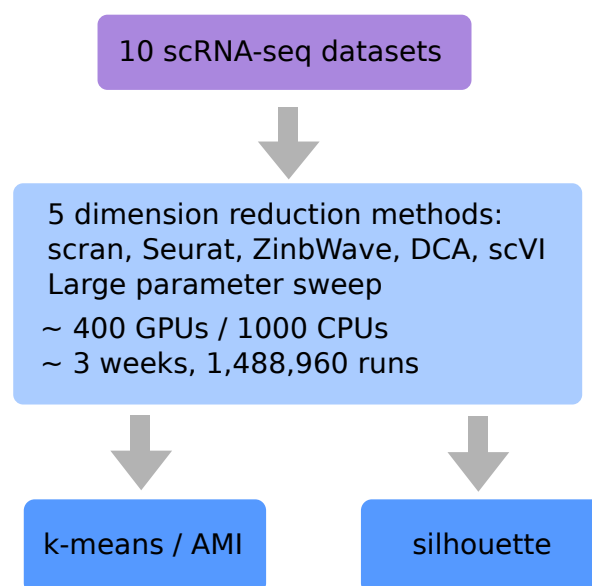 10 scRNA-seq datasets
5 dimension reduction methods:
scran, Seurat, ZinbWave, DCA, scVI
Large parameter sweep
~ 400 GPUs / 1000 CPUs
~ 3 weeks, 1,488,960 runs
k-means / AMI
silhouette